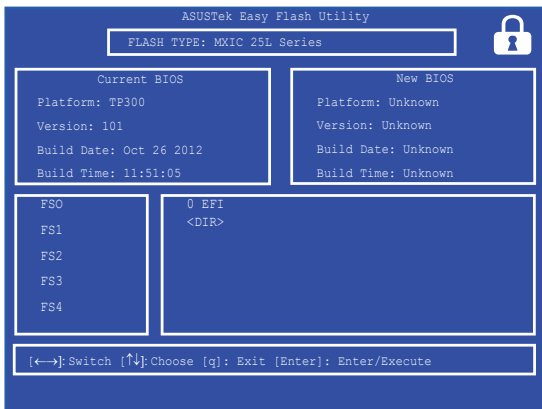 ASUSTek Easy Flash Utility
FLASH TYPE: MXIC 25L Series
Current BIOS
Platform: TP300
Version: 101
Build Date: Oct 26 2012
Build Time: 11:51:05
New BIOS
Platform: Unknown
Version: Unknown
Build Date: Unknown
Build Time: Unknown
FSO
FS1
FS2
FS3
FS4
0 EFI
<DIR>
[←→]: Switch [↑↓]: Choose [q]: Exit [Enter]: Enter/Execute